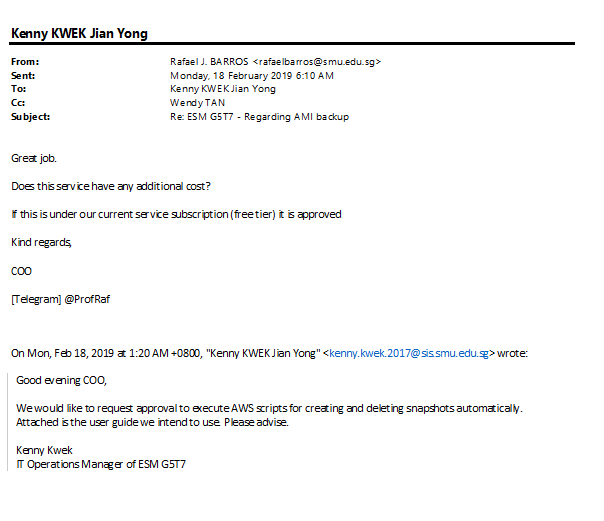 Kenny KWEK Jian Yong
From: Rafael J. BARROS <rafaelbarros@smu.edu.sg>
Sent: Monday, 18 February 2019 6:10 AM
To: Kenny KWEK Jian Yong
Cc: Wendy TAN
Subject: Re: ESM G5T7 - Regarding AMI backup
Great job.
Does this service have any additional cost?
If this is under our current service subscription (free tier) it is approved
Kind regards,
COO
[Telegram] @ProfRaf
On Mon, Feb 18, 2019 at 1:20 AM +0800, "Kenny KWEK Jian Yong" <kenny.kwek.2017@sis.smu.edu.sg> wrote:
Good evening COO,
We would like to request approval to execute AWS scripts for creating and deleting snapshots automatically.
Attached is the user guide we intend to use. Please advise.
Kenny Kwek
IT Operations Manager of ESM G5T7